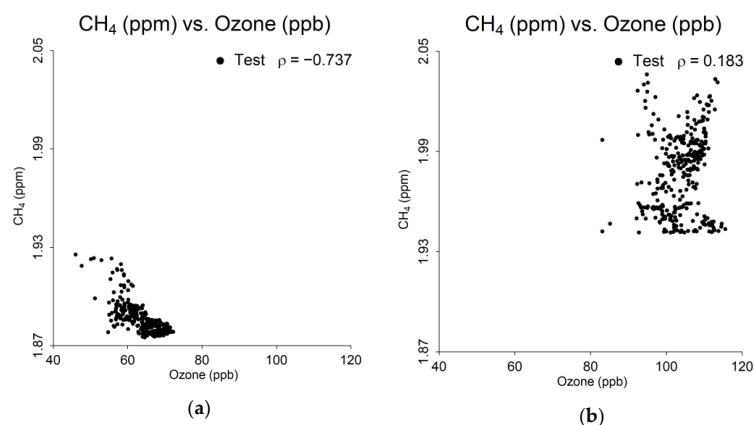 CH₄ (ppm) vs. Ozone (ppb)
● Test ρ = −0.737
2.05
1.99
1.93
1.87
CH₄ (ppm)
40 60 80 100 120
Ozone (ppb)
(a)
CH₄ (ppm) vs. Ozone (ppb)
● Test ρ = 0.183
2.05
1.99
1.93
1.87
CH₄ (ppm)
40 60 80 100 120
Ozone (ppb)
(b)